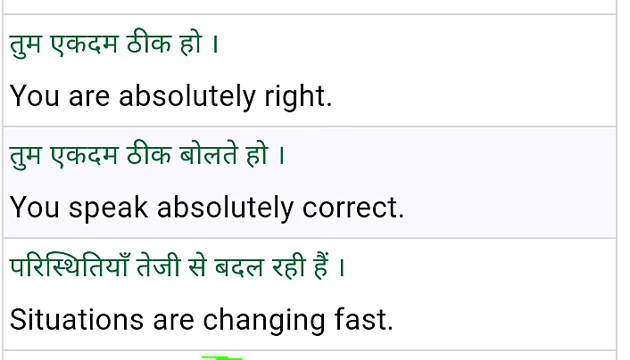 तुम एकदम ठीक हो ।
You are absolutely right.
तुम एकदम ठीक बोलते हो ।
You speak absolutely correct.
परिस्थितियाँ तेजी से बदल रही हैं ।
Situations are changing fast.